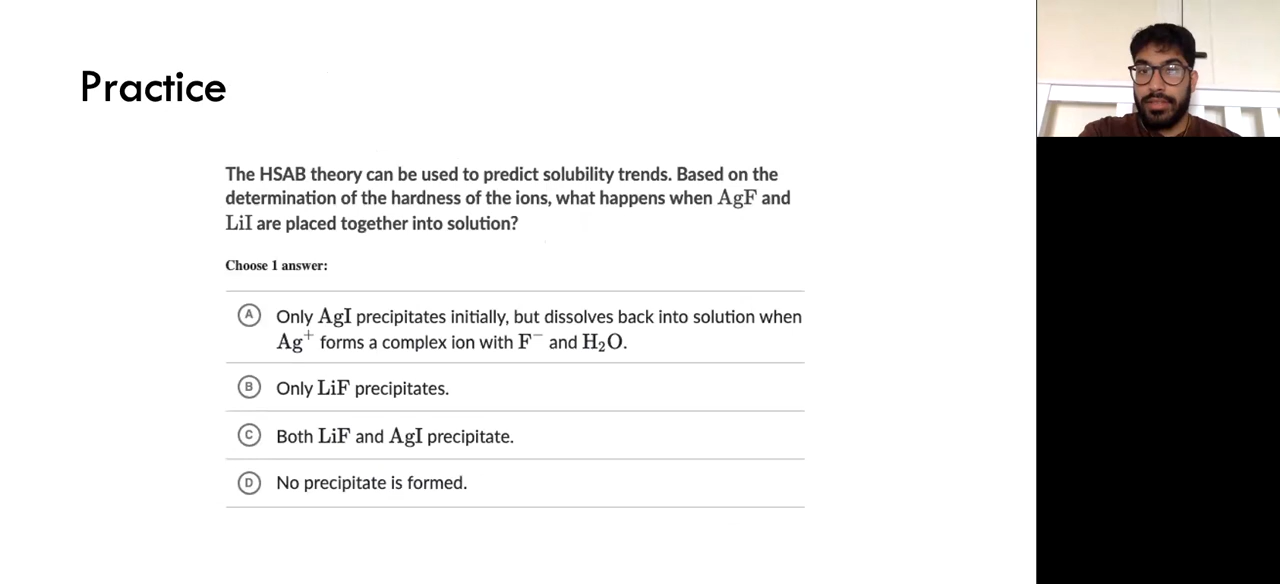 Practice
The HSAB theory can be used to predict solubility trends. Based on the
determination of the hardness of the ions, what happens when AgF and
LiI are placed together into solution?
Choose 1 answer:
A Only AgI precipitates initially, but dissolves back into solution when
Ag⁺ forms a complex ion with F⁻ and H₂O.
B Only LiF precipitates.
C Both LiF and AgI precipitate.
D No precipitate is formed.